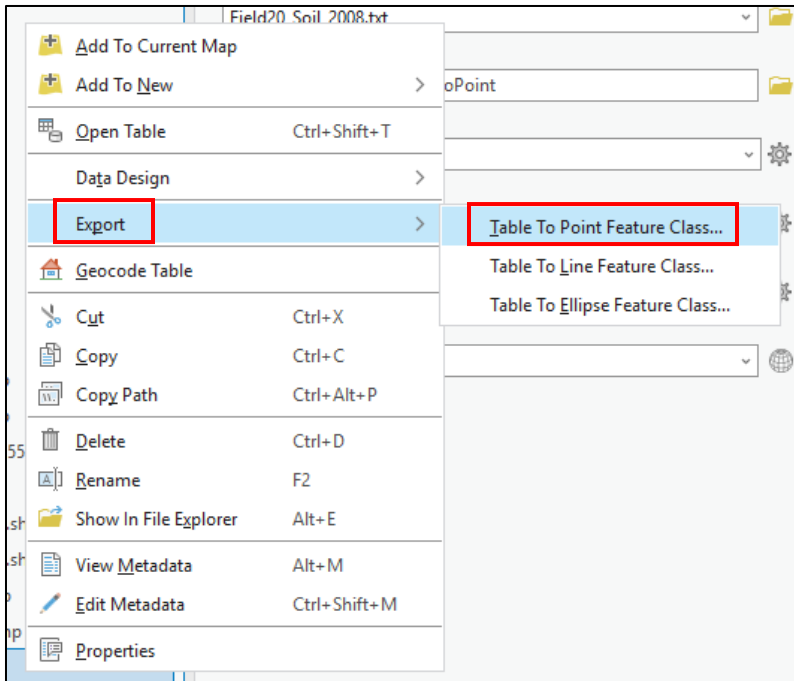 Field20_Soil_2008.txt
Add To Current Map
Add To New
oPoint
Open Table Ctrl+Shift+T
Data Design
Export
Table To Point Feature Class...
Geocode Table
Table To Line Feature Class...
Cut Ctrl+X
Table To Ellipse Feature Class...
Copy Ctrl+C
Copy Path Ctrl+Alt+P
Delete Ctrl+D
55
Rename F2
Show In File Explorer Alt+E
.sh
View Metadata Alt+M
.sh
Edit Metadata Ctrl+Shift+M
Properties